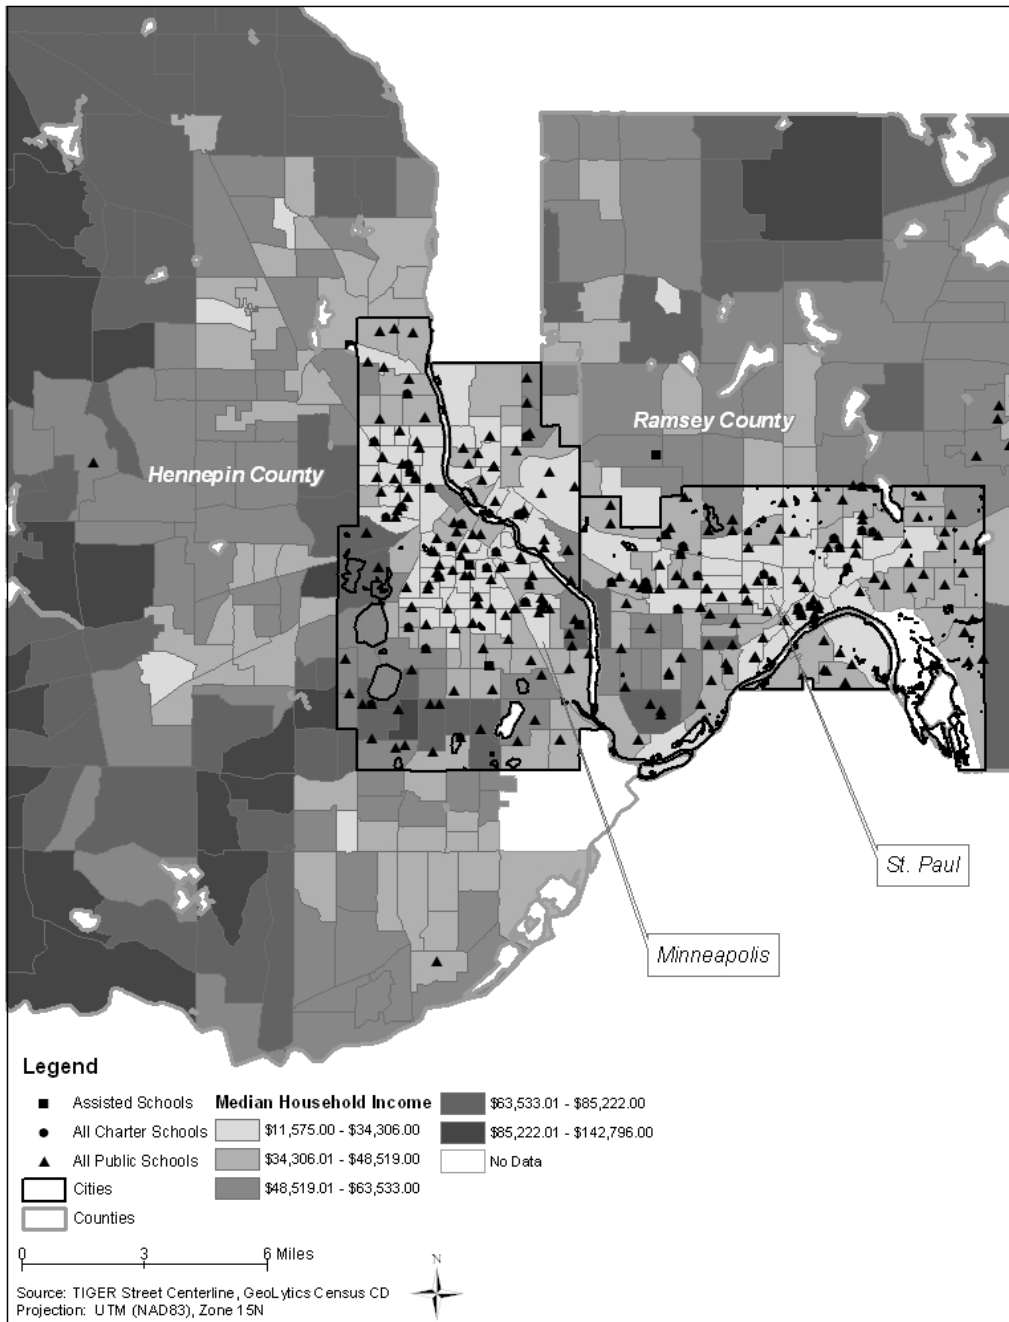 Ramsey County
Hennepin County
St. Paul
Minneapolis
Legend
Assisted Schools
All Charter Schools
All Public Schools
Cities
Counties
Median Household Income
$11,575.00 - $34,306.00
$34,306.01 - $48,519.00
$48,519.01 - $63,533.00
$63,533.01 - $85,222.00
$85,222.01 - $142,796.00
No Data
0 3 6 Miles
N
Source: TIGER Street Centerline, GeoLytics Census CD
Projection: UTM (NAD83), Zone 15N